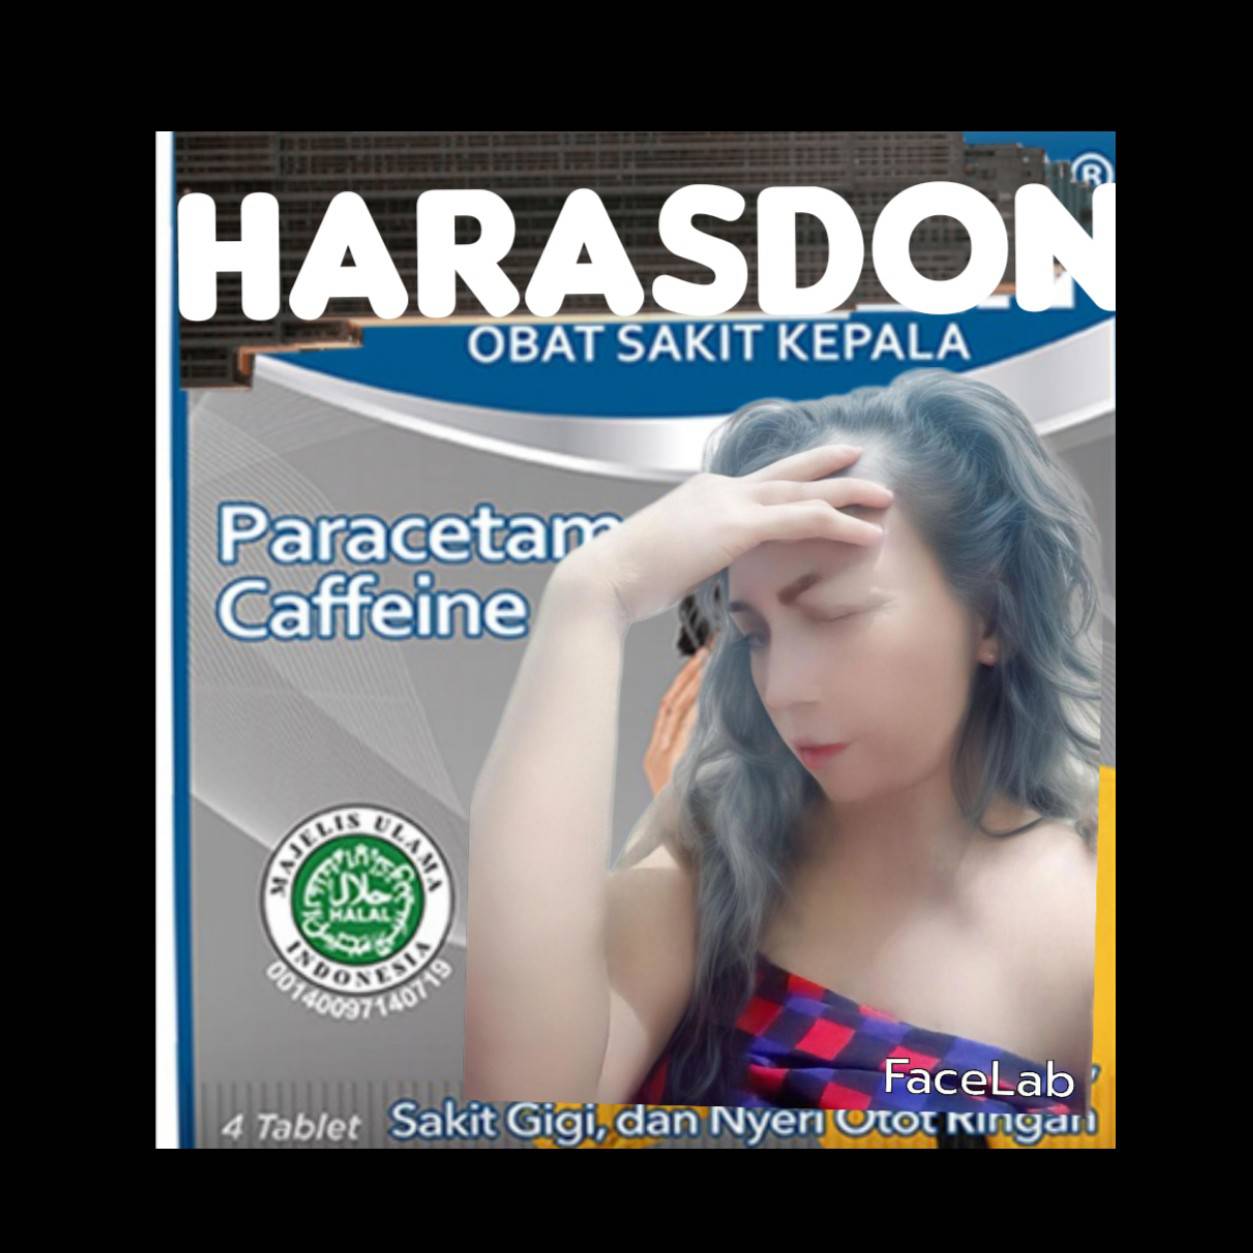 ®
HARASDON
OBAT SAKIT KEPALA
Paracetam
Caffeine
MAJELIS ULAMA
حلال
HALAL
INDONESIA
00140097140719
FaceLab
4 Tablet
Sakit Gigi, dan Nyeri Otot Ringan